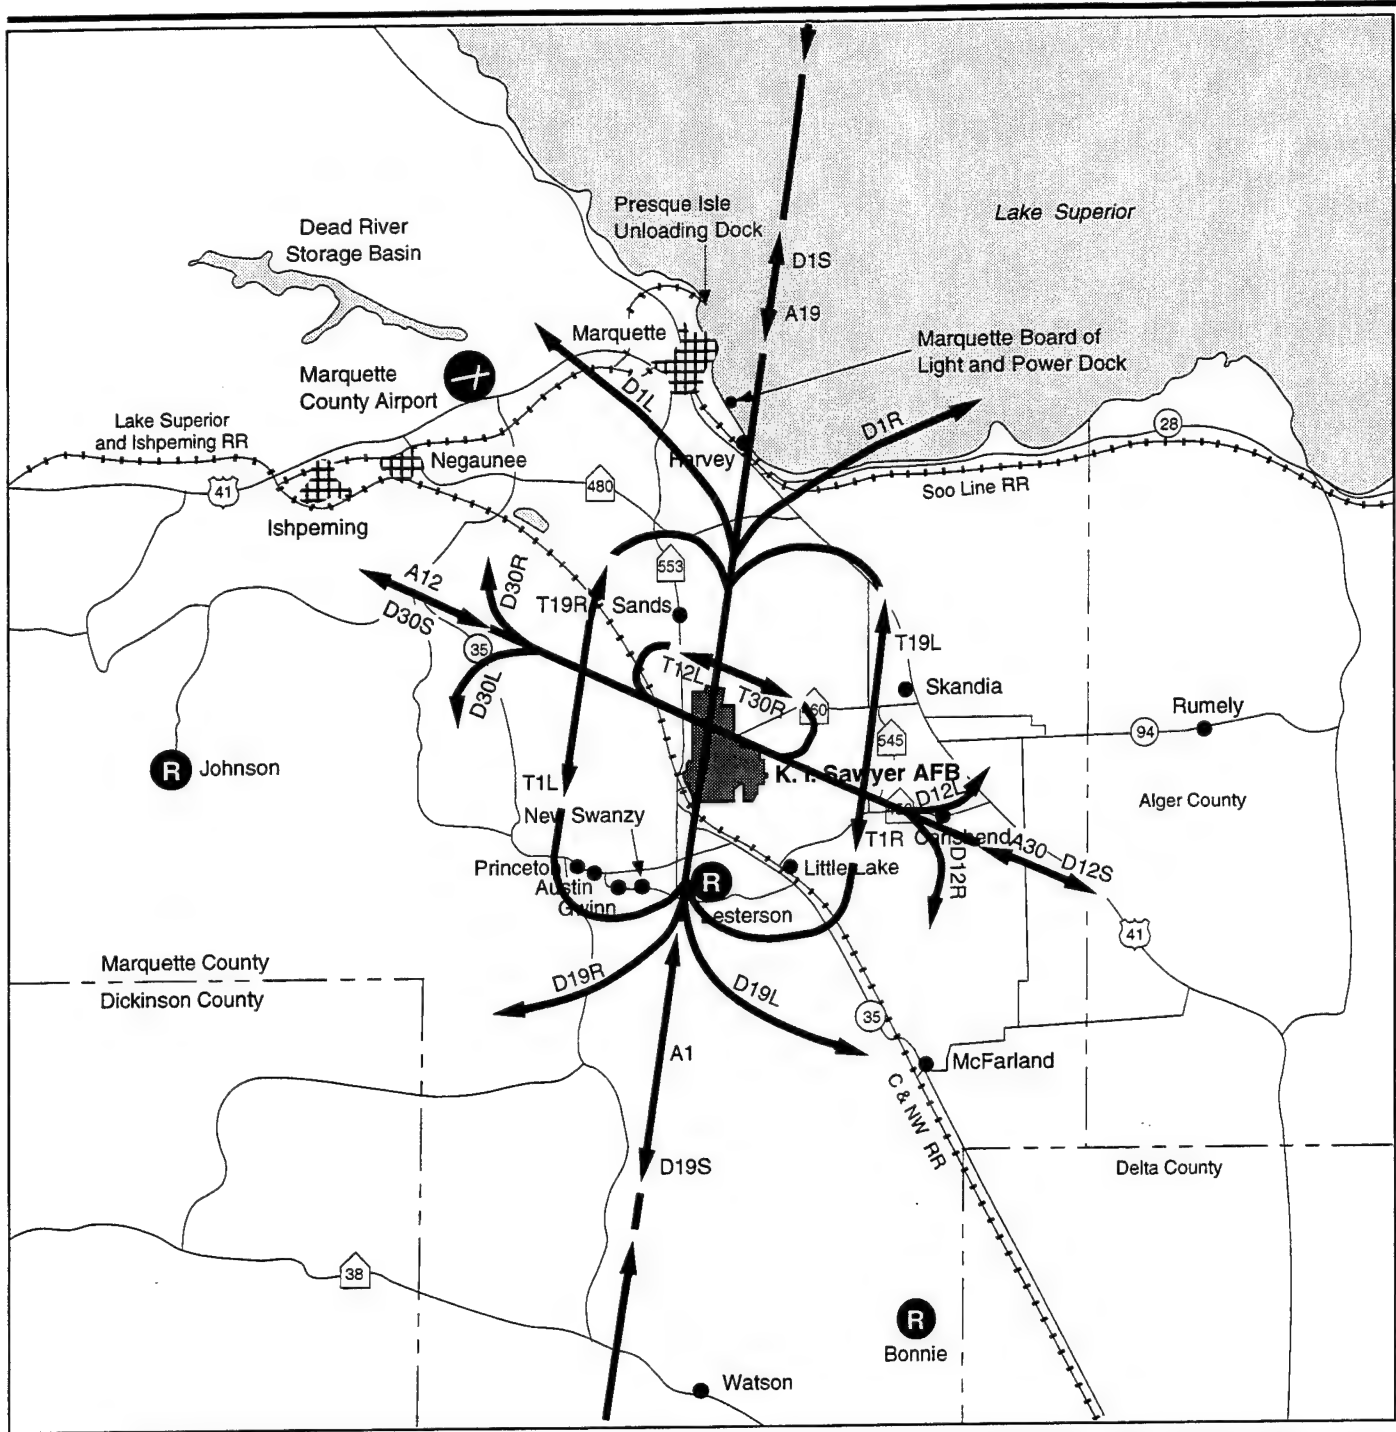 Presque Isle
Unloading Dock
Lake Superior
Dead River
Storage Basin
D1S
A19
Marquette
Marquette Board of
Light and Power Dock
Marquette
County Airport
D1L
D1R
Lake Superior
and Ishpeming RR
28
Harvey
Negaunee
480
Soo Line RR
41
Ishpeming
553
A12
D30R
D30S
T19R
Sands
35
T19L
T12L
D30L
T30R
Skandia
Rumely
545
94
R
Johnson
K. I. Sawyer AFB
T1L
D12L
Alger County
New Swanzy
T1R
A30
D12S
Princeton
Little Lake
D12R
R
Austin
Gwinn
41
Marquette County
Dickinson County
D19R
D19L
35
A1
McFarland
C & NW RR
D19S
Delta County
38
R
Bonnie
Watson